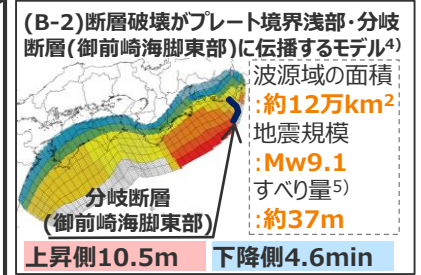 (B-2)断層破壊がプレート境界浅部・分岐
断層(御前崎海脚東部)に伝播するモデル4)
波源域の面積
:約12万km2
地震規模
:Mw9.1
すべり量5)
:約37m
分岐断層
(御前崎海脚東部)
上昇側10.5m 下降側4.6min